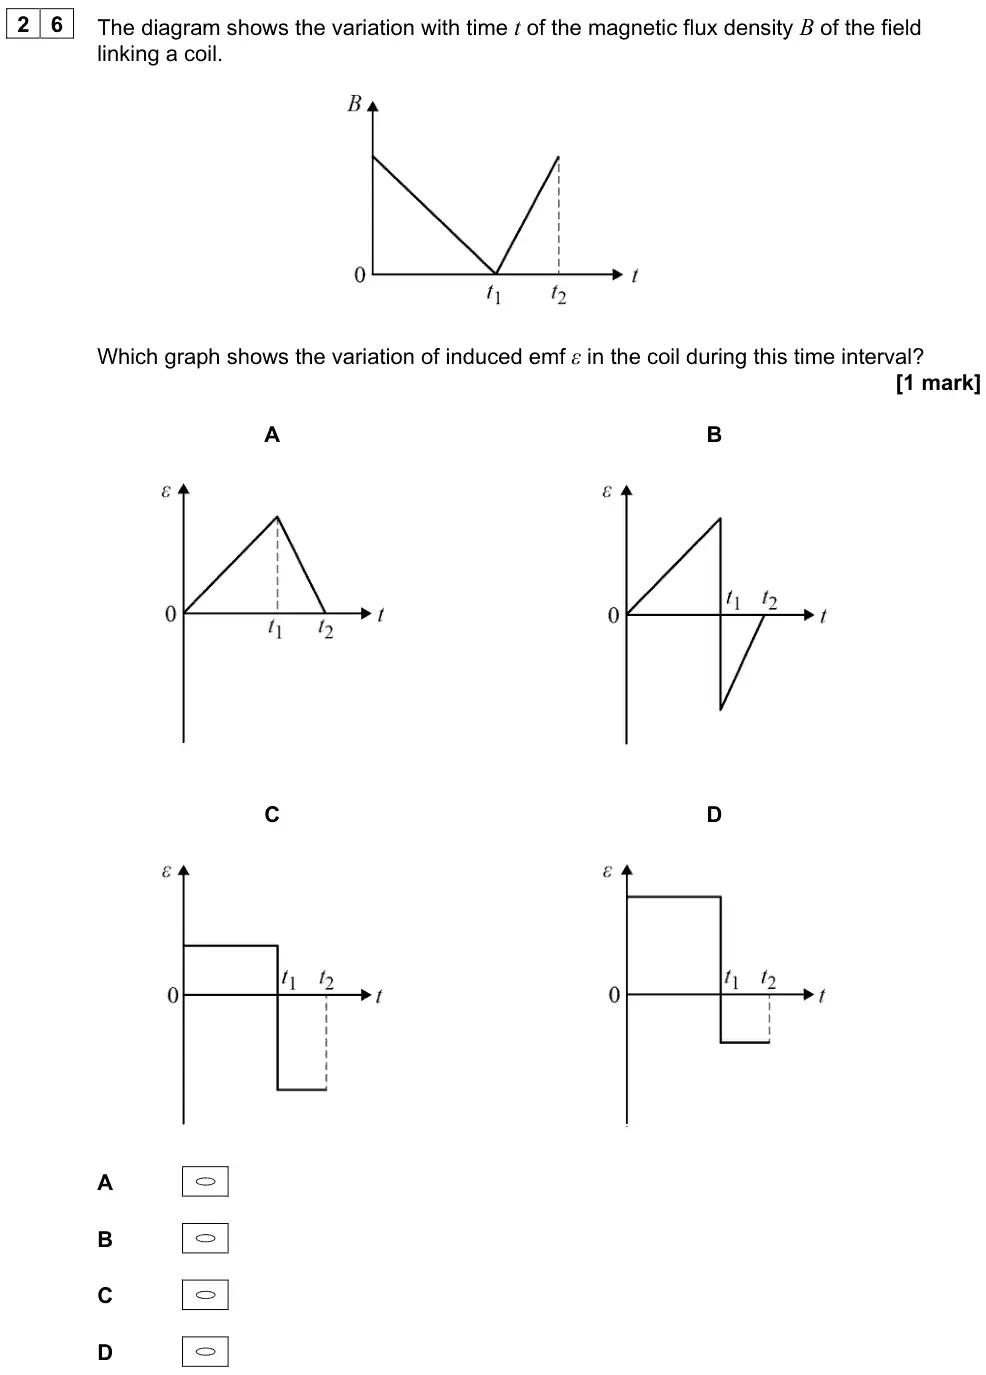 2 6 The diagram shows the variation with time t of the magnetic flux density B of the field
linking a coil.
B
0
t1 t2
t
Which graph shows the variation of induced emf ε in the coil during this time interval?
[1 mark]
A B
ε
0
t1 t2
t
ε
0
t1 t2
t
C D
ε
0
t1 t2
t
ε
0
t1 t2
t
A
B
C
D